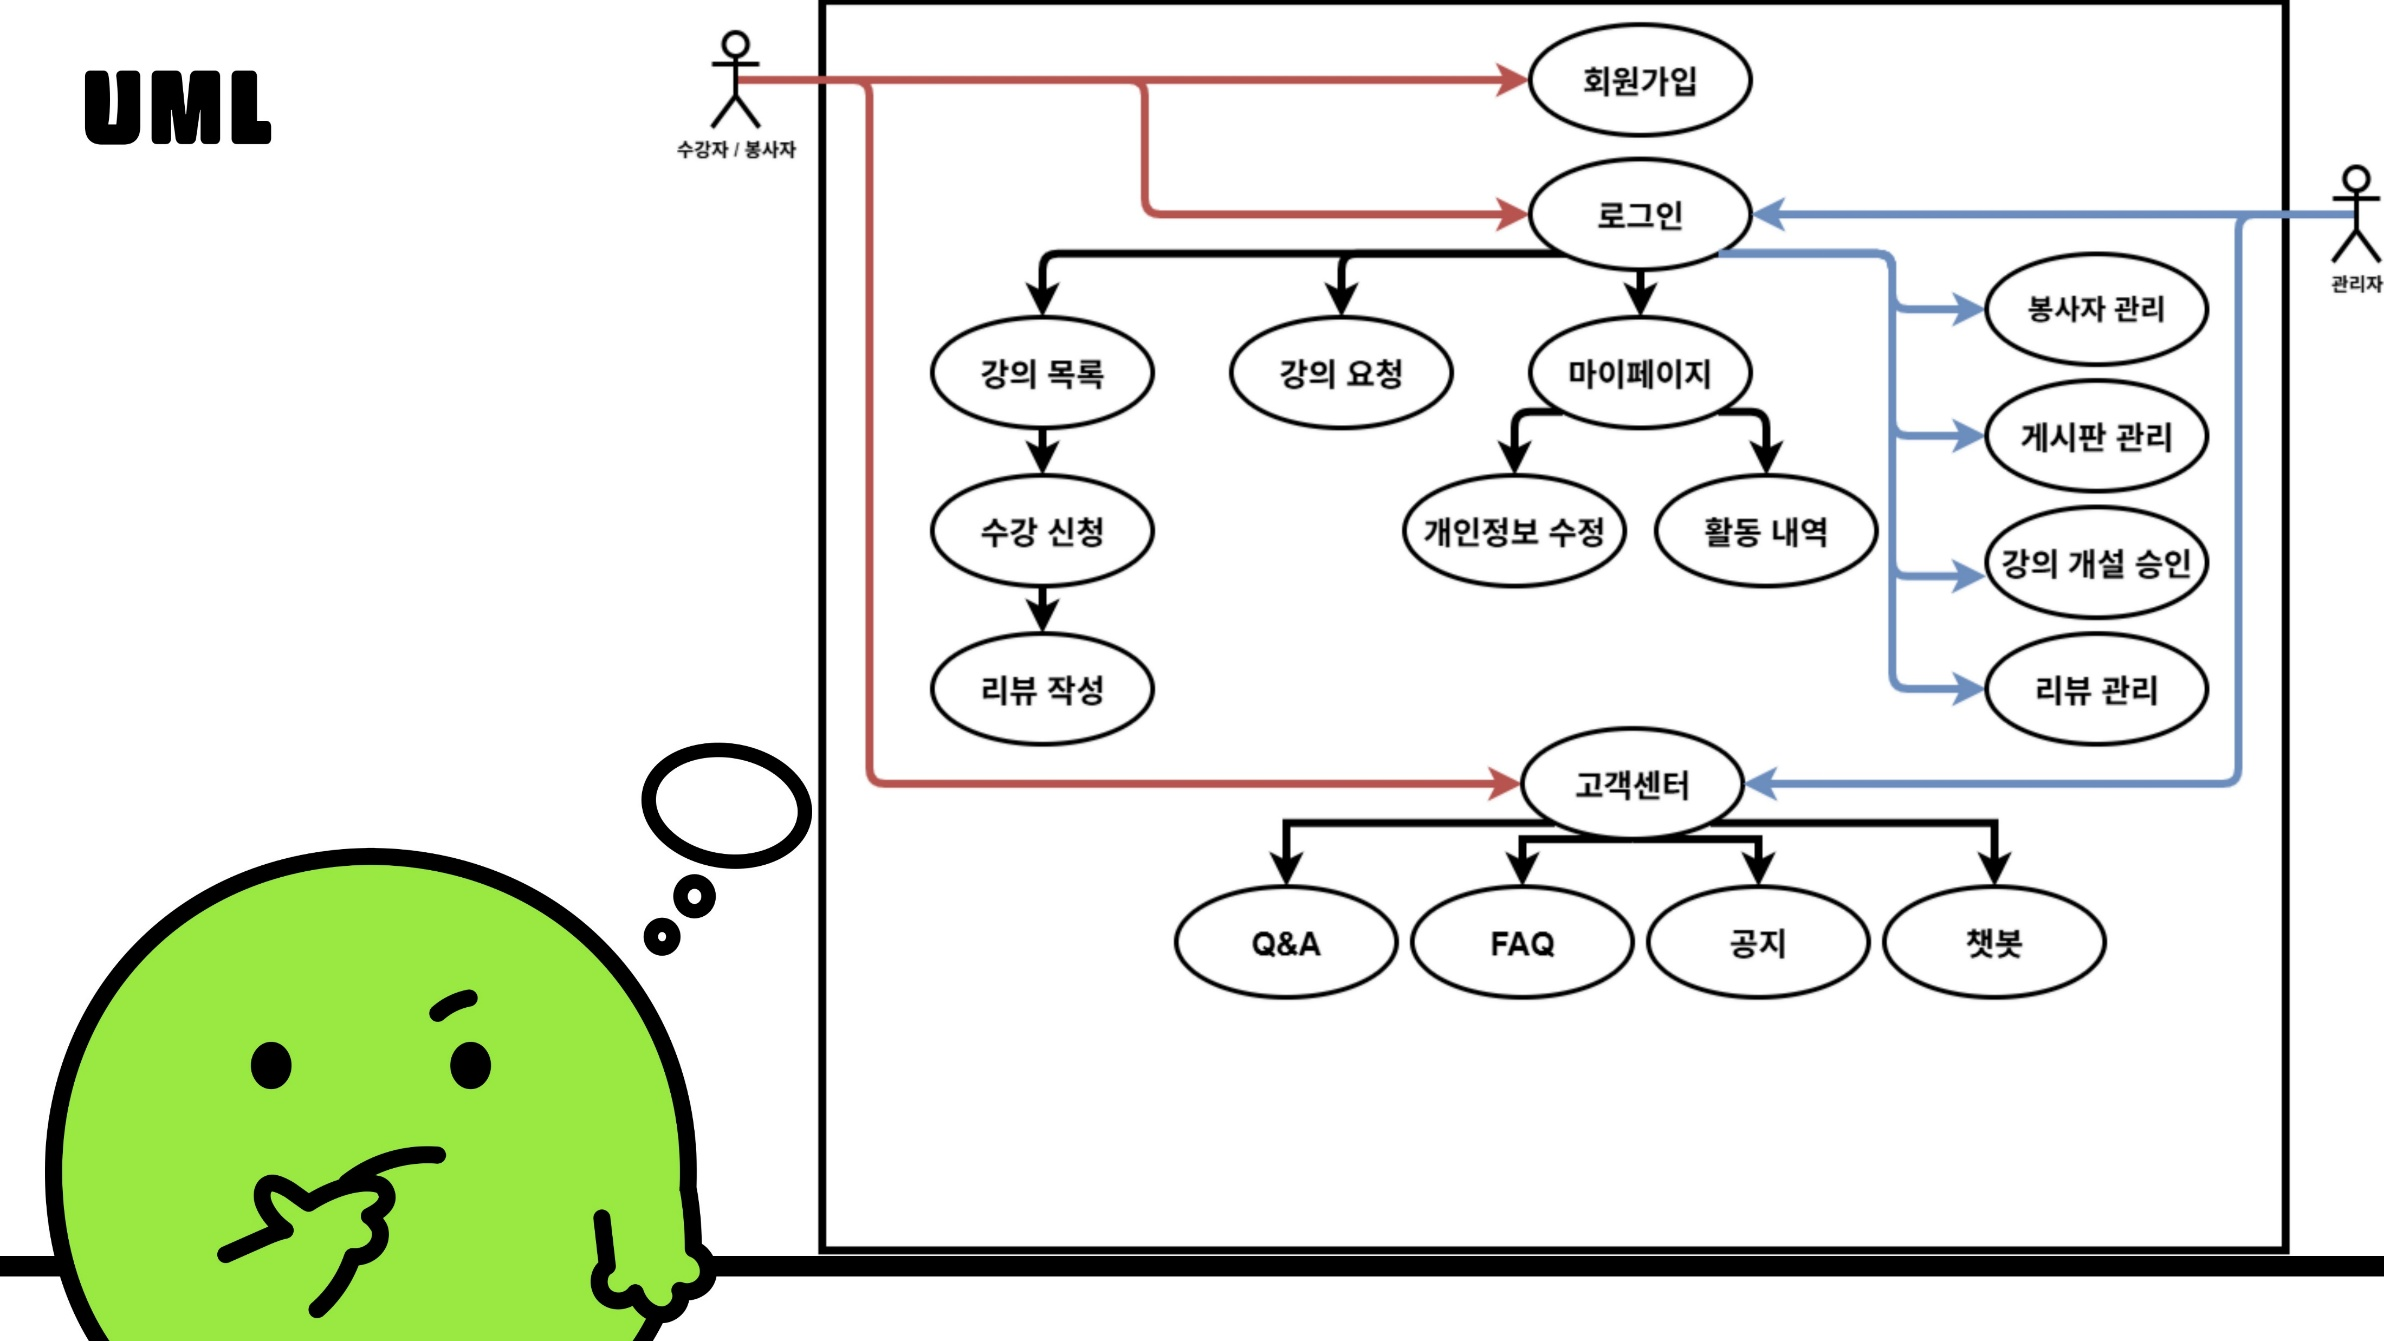 UML
수강자 / 봉사자
회원가입
로그인
관리자
봉사자 관리
강의 목록
강의 요청
마이페이지
게시판 관리
수강 신청
개인정보 수정
활동 내역
강의 개설 승인
리뷰 작성
리뷰 관리
고객센터
Q&A
FAQ
공지
챗봇